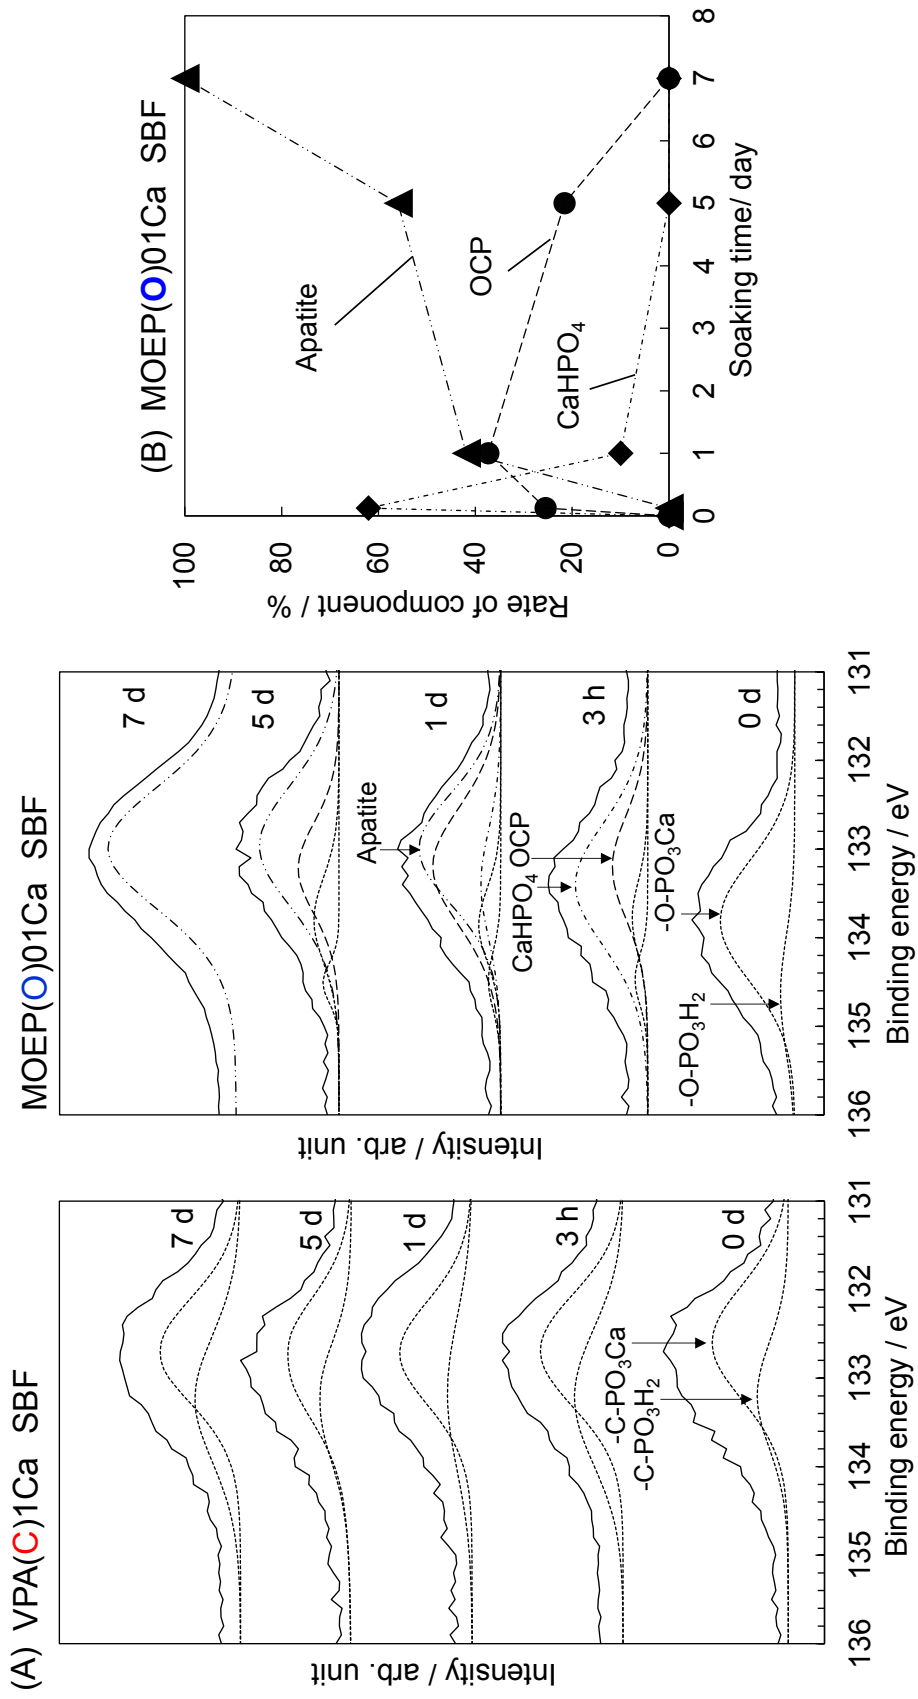 (A) VPA(C)1Ca SBF
Intensity / arb. unit
7 d
5 d
1 d
3 h
0 d
-C-PO3Ca
-C-PO3H2
136 135 134 133 132 131
Binding energy / eV
MOEP(O)01Ca SBF
Intensity / arb. unit
7 d
5 d
1 d
3 h
0 d
Apatite
CaHPO4 OCP
-O-PO3Ca
-O-PO3H2
136 135 134 133 132 131
Binding energy / eV
(B) MOEP(O)01Ca SBF
Rate of component / %
100
80
60
40
20
0
Apatite
OCP
CaHPO4
0 1 2 3 4 5 6 7 8
Soaking time/ day